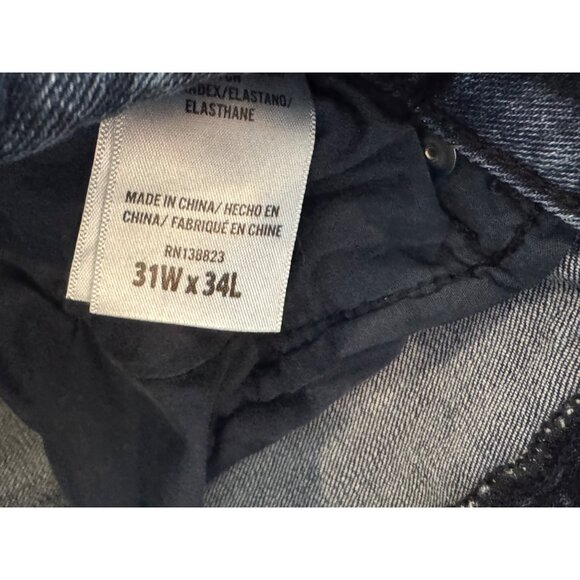 ELASTANO/
ELASTHANE
MADE IN CHINA/ HECHO EN
CHINA/ FABRIQUÉ EN CHINE
RN138823
31W x 34L